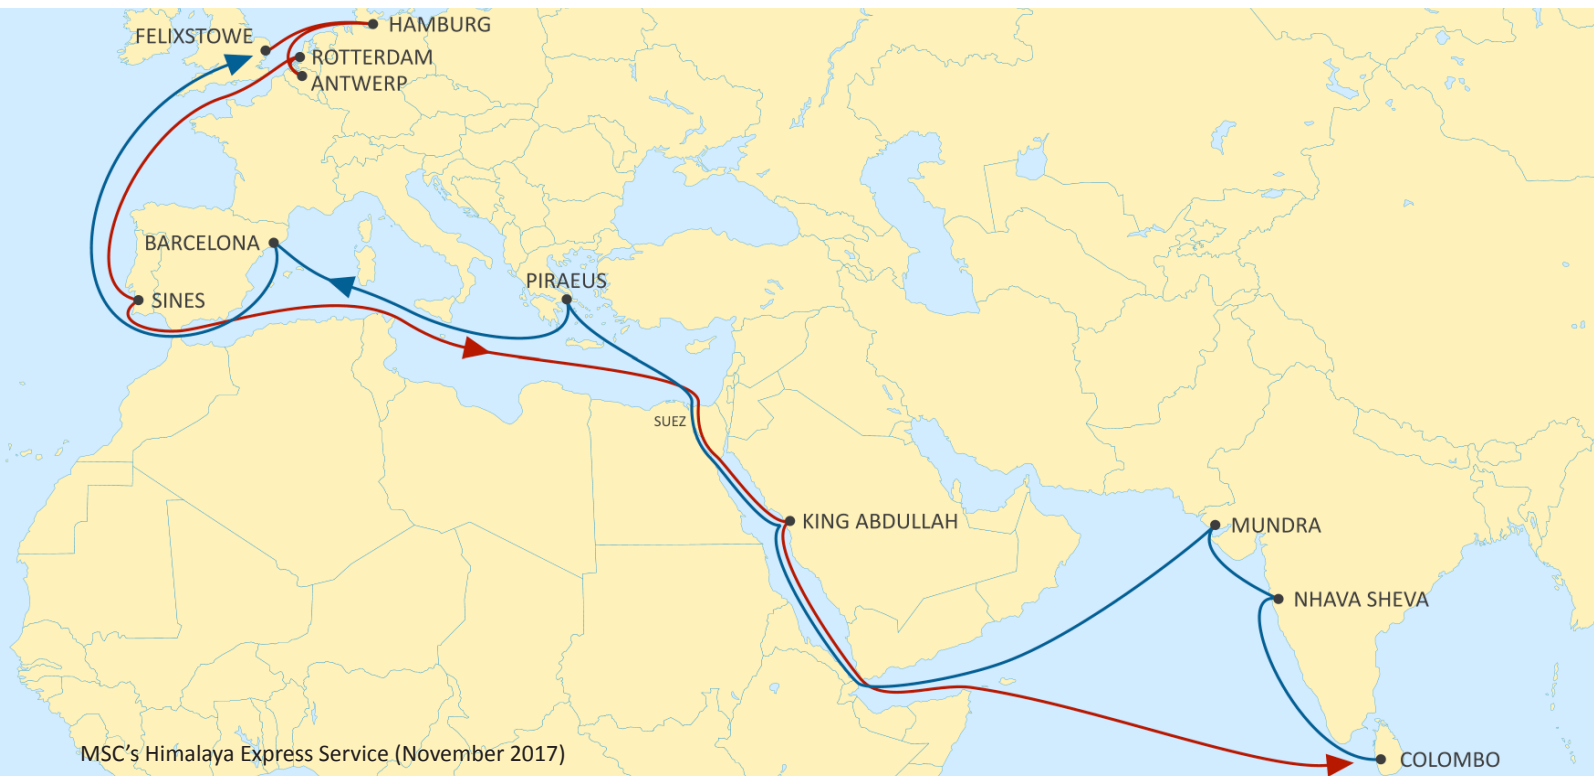 HAMBURG
FELIXSTOWE
ROTTERDAM
ANTWERP
BARCELONA
PIRAEUS
SINES
SUEZ
KING ABDULLAH
MUNDRA
NHAVA SHEVA
MSC's Himalaya Express Service (November 2017)
COLOMBO